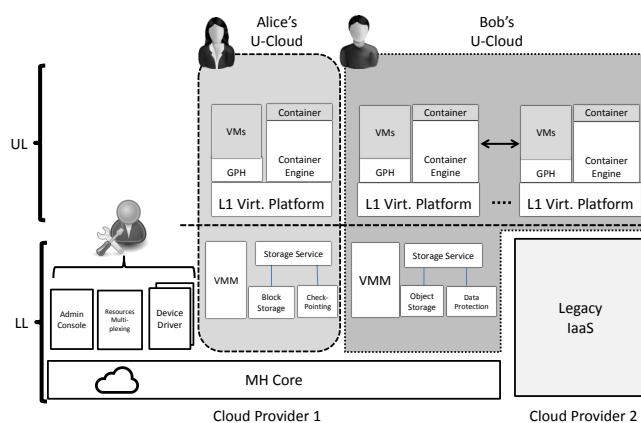 Alice's
U-Cloud
Bob's
U-Cloud
UL
VMs
GPH
Container
Container
Engine
L1 Virt. Platform
VMs
GPH
Container
Container
Engine
L1 Virt. Platform
....
VMs
GPH
Container
Container
Engine
L1 Virt. Platform
LL
Admin
Console
Resources
Multi-
plexing
Device
Driver
VMM
Storage Service
Block
Storage
Check-
Pointing
VMM
Storage Service
Object
Storage
Data
Protection
Legacy
IaaS
MH Core
Cloud Provider 1
Cloud Provider 2